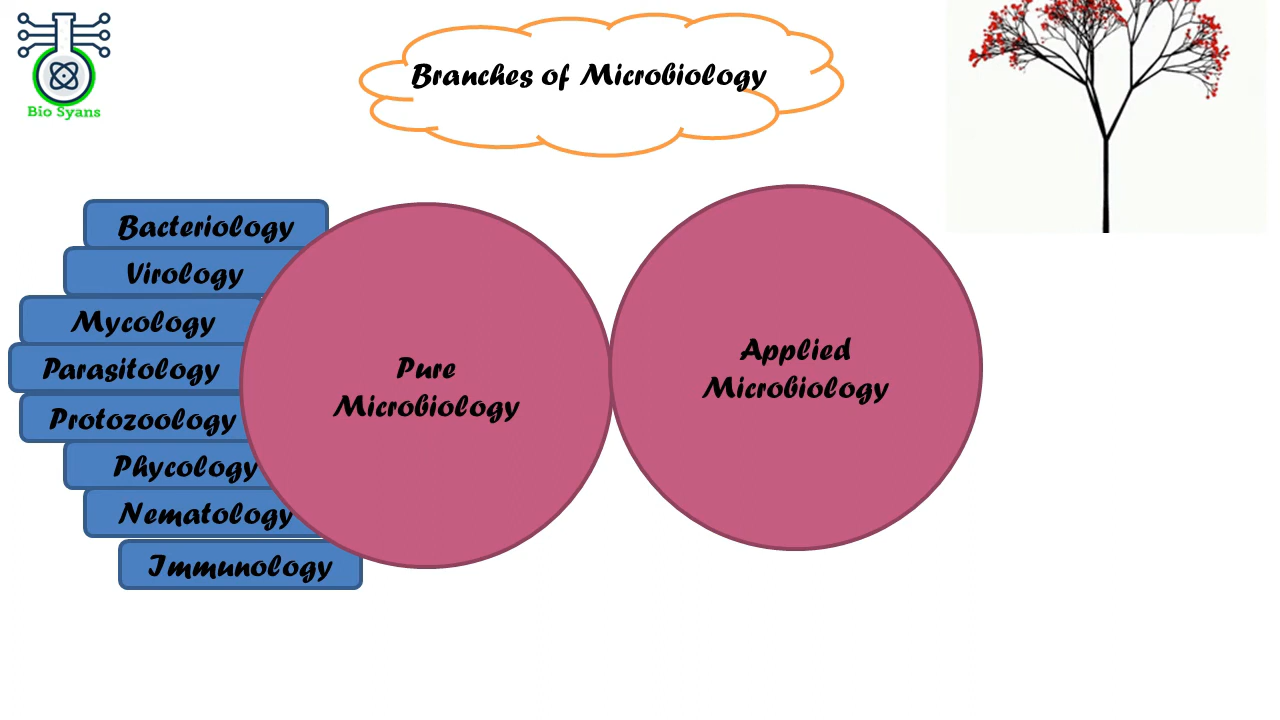 Bio Syans
Branches of Microbiology
Bacteriology
Virology
Mycology
Parasitology
Protozoology
Phycology
Nematology
Immunology
Pure
Microbiology
Applied
Microbiology